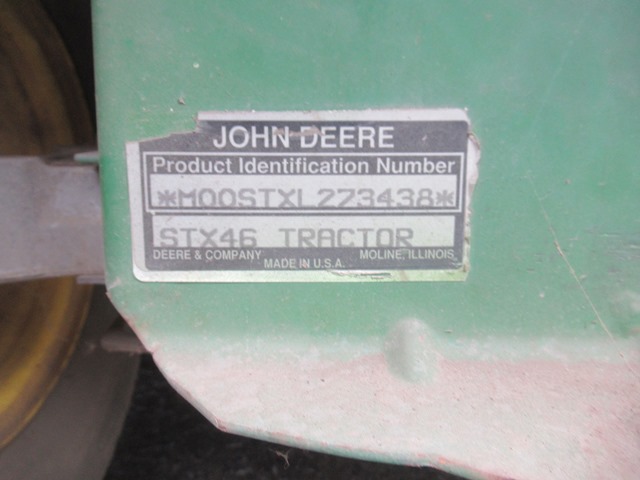 JOHN DEERE
Product Identification Number
*M00STXL273438*
STX46 TRACTOR
DEERE & COMPANY MOLINE, ILLINOIS
MADE IN U.S.A.